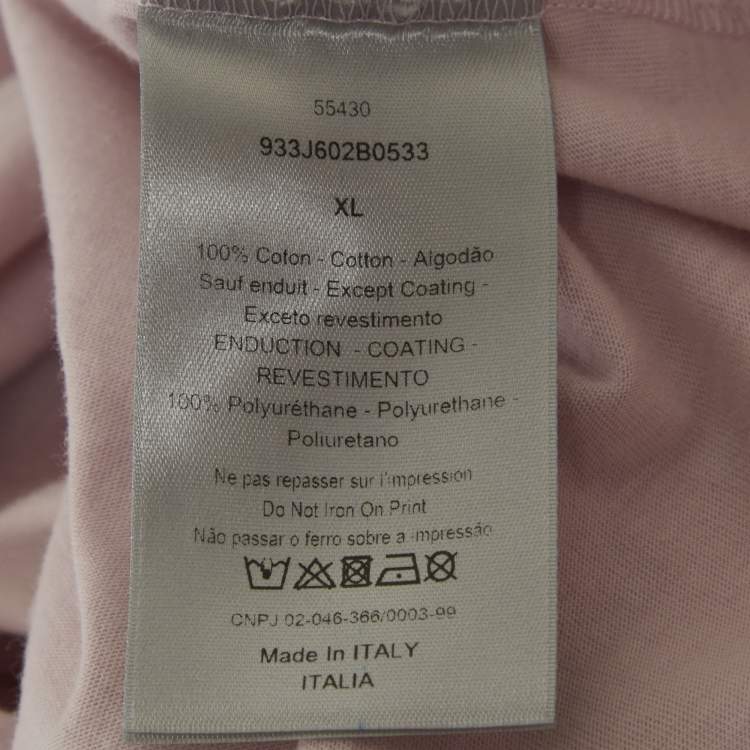 55430
933J602B0533
XL
100% Coton - Cotton - Algodão
Sauf enduit - Except Coating -
Exceto revestimento
ENDUCTION - COATING -
REVESTIMENTO
100% Polyuréthane - Polyurethane -
Poliuretano
Ne pas repasser sur l'impression
Do Not Iron On Print
Não passar o ferro sobre a impressão
CNPJ 02-046-366/0003-99
Made In ITALY
ITALIA